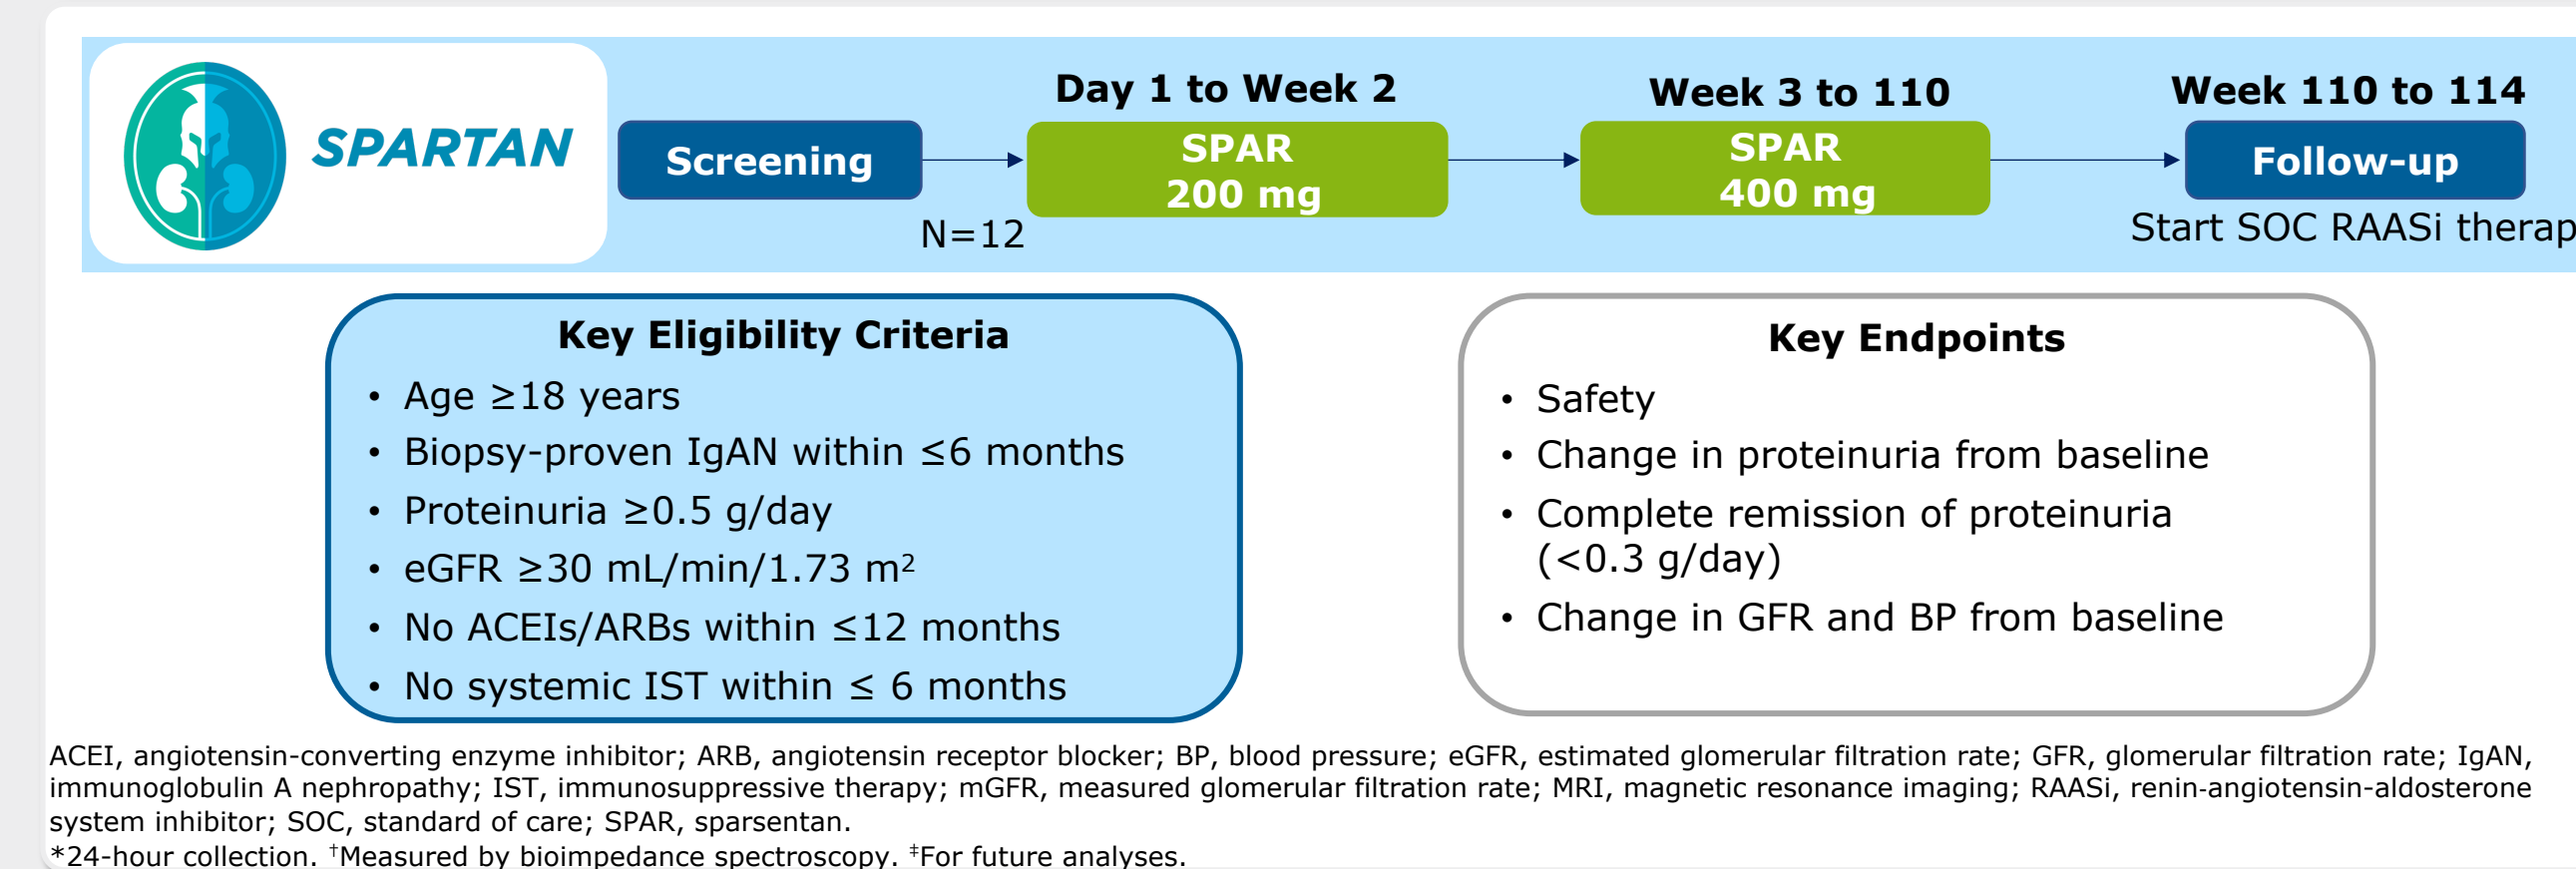 SPARTAN
Screening
N=12
Day 1 to Week 2
SPAR
200 mg
Week 3 to 110
SPAR
400 mg
Week 110 to 114
Follow-up
Start SOC RAASi therap
Key Eligibility Criteria
• Age ≥18 years
• Biopsy-proven IgAN within ≤6 months
• Proteinuria ≥0.5 g/day
• eGFR ≥30 mL/min/1.73 m²
• No ACEIs/ARBs within ≤12 months
• No systemic IST within ≤ 6 months
Key Endpoints
• Safety
• Change in proteinuria from baseline
• Complete remission of proteinuria
(<0.3 g/day)
• Change in GFR and BP from baseline
ACEI, angiotensin-converting enzyme inhibitor; ARB, angiotensin receptor blocker; BP, blood pressure; eGFR, estimated glomerular filtration rate; GFR, glomerular filtration rate; IgAN,
immunoglobulin A nephropathy; IST, immunosuppressive therapy; mGFR, measured glomerular filtration rate; MRI, magnetic resonance imaging; RAASi, renin-angiotensin-aldosterone
system inhibitor; SOC, standard of care; SPAR, sparsentan.
*24-hour collection. †Measured by bioimpedance spectroscopy. ‡For future analyses.